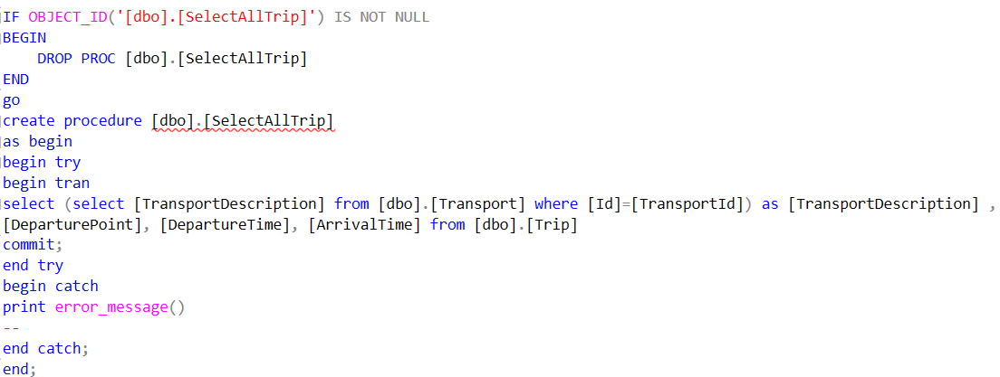 IF OBJECT_ID('[dbo].[SelectAllTrip]') IS NOT NULL
BEGIN
    DROP PROC [dbo].[SelectAllTrip]
END
go
create procedure [dbo].[SelectAllTrip]
as begin
begin try
begin tran
select (select [TransportDescription] from [dbo].[Transport] where [Id]=[TransportId]) as [TransportDescription] ,
[DeparturePoint], [DepartureTime], [ArrivalTime] from [dbo].[Trip]
commit;
end try
begin catch
print error_message()
--
end catch;
end;